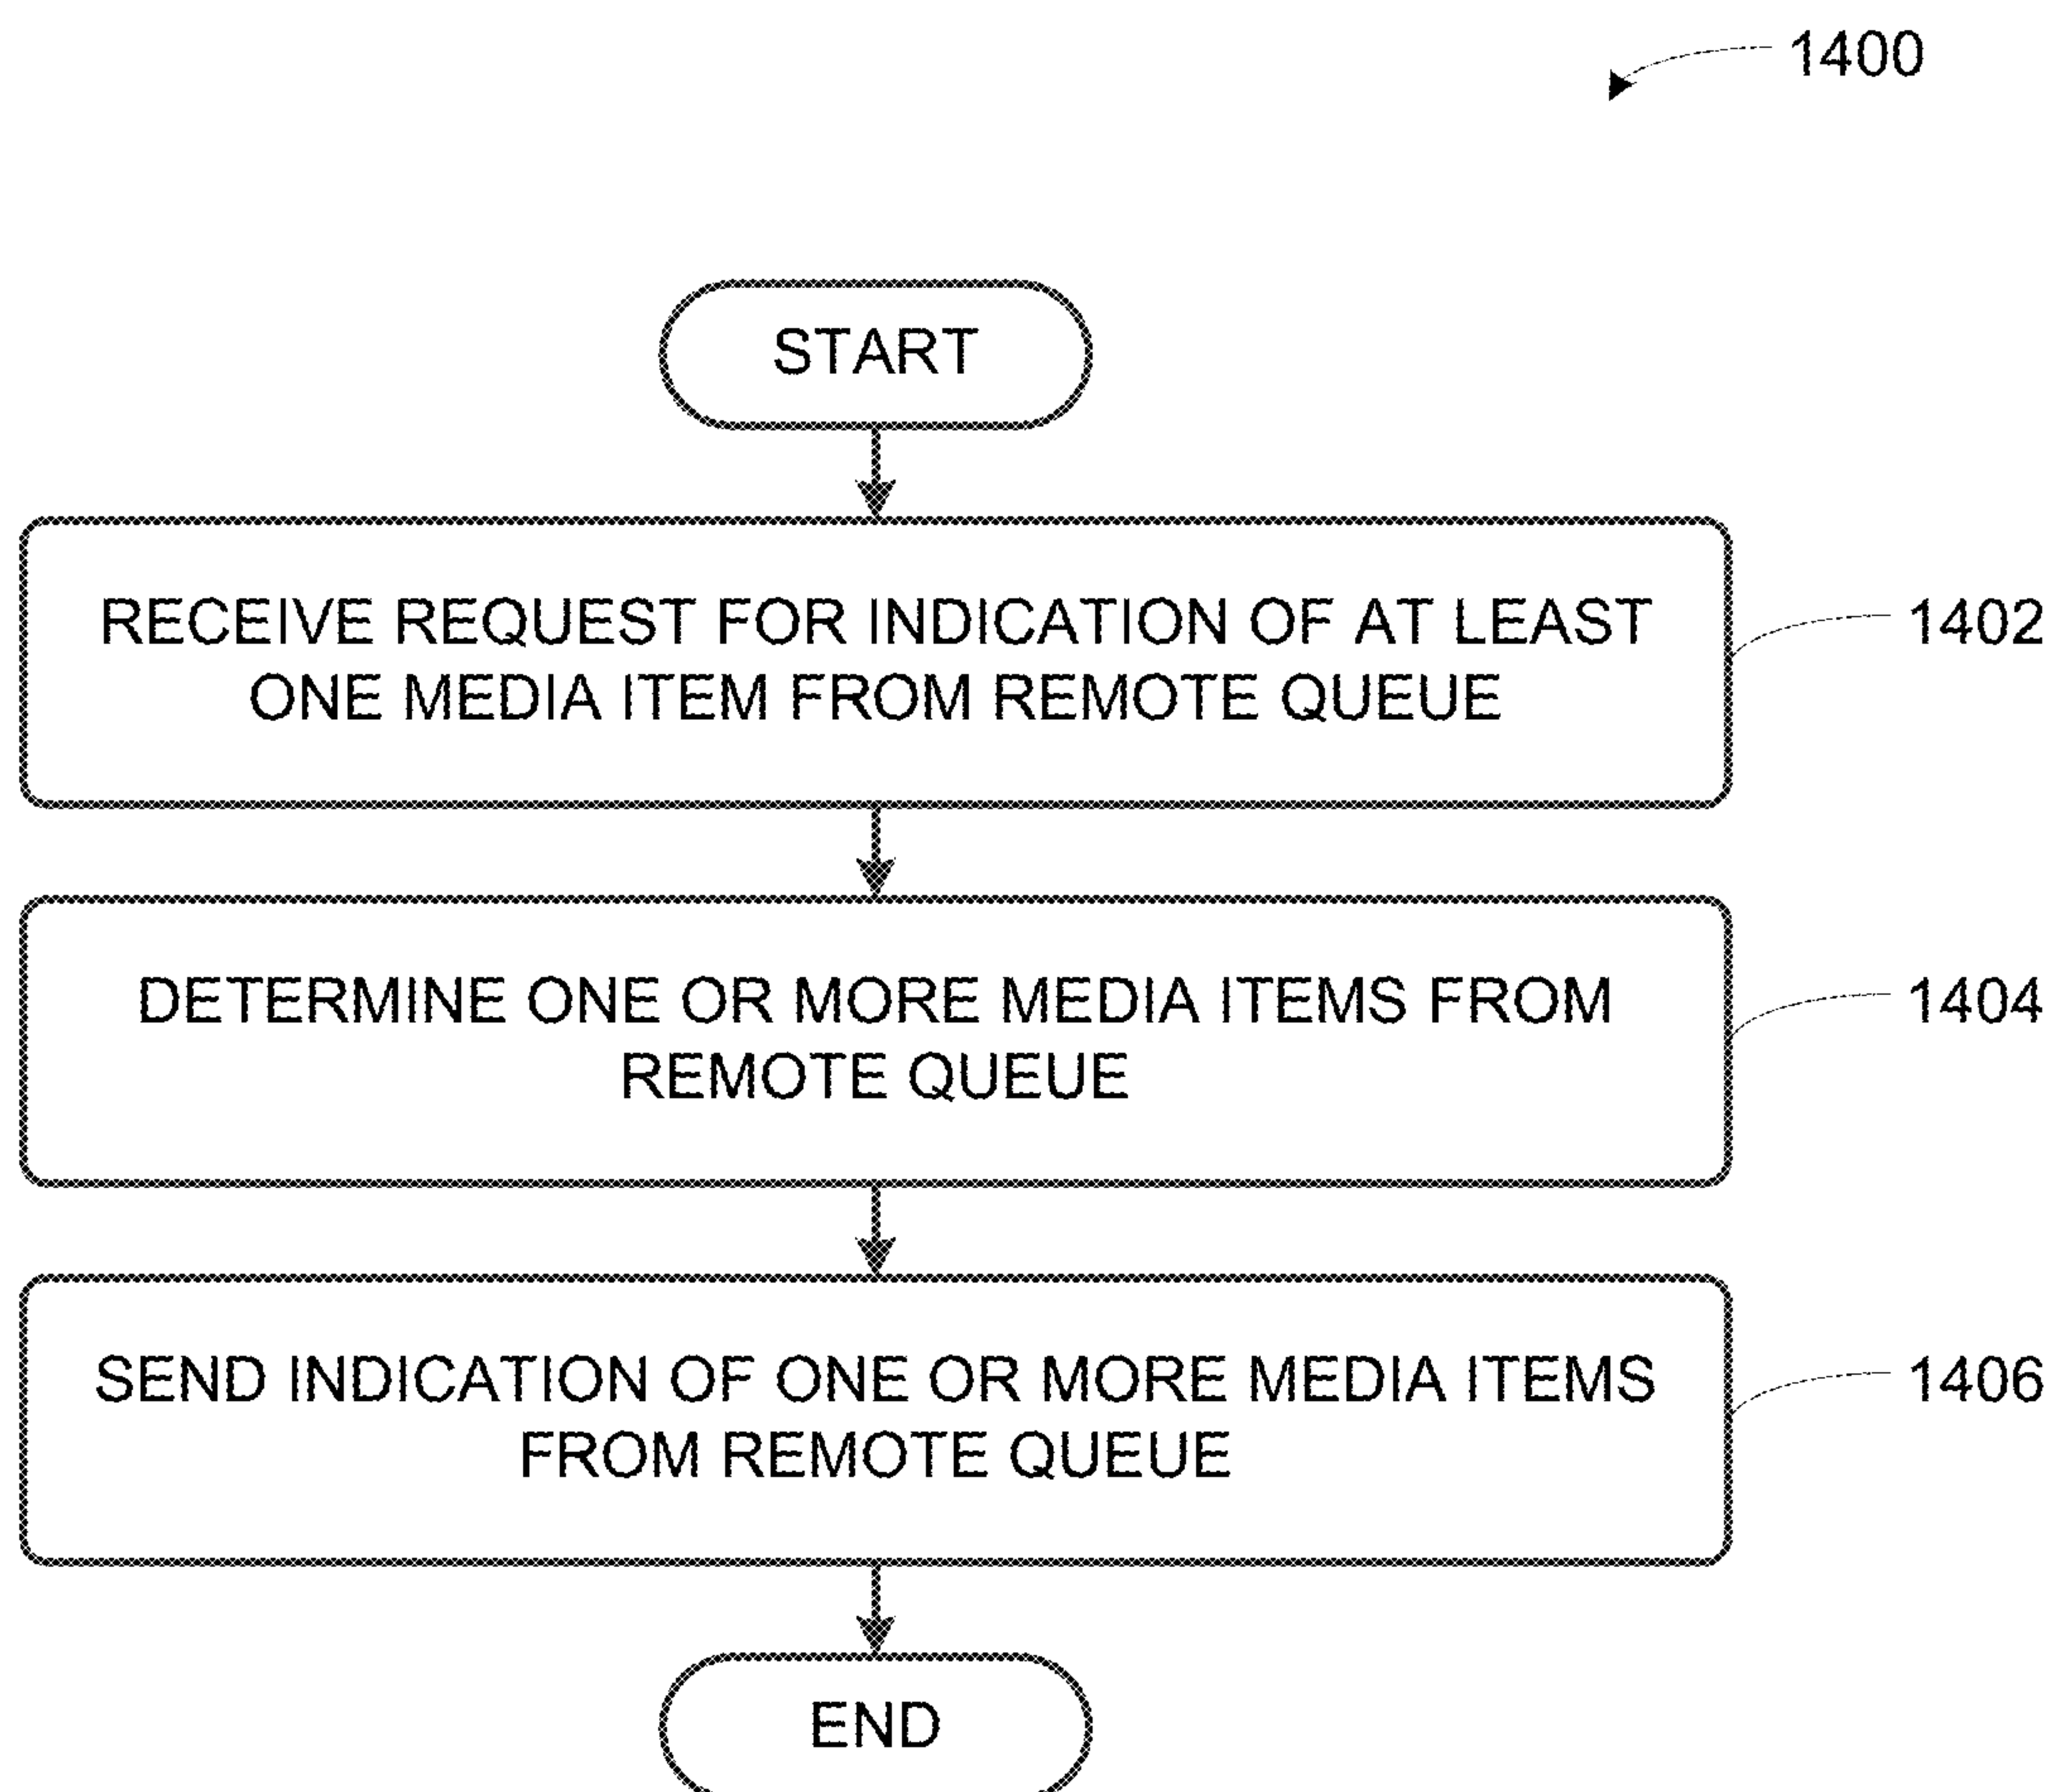 1400
START
RECEIVE REQUEST FOR INDICATION OF AT LEAST
ONE MEDIA ITEM FROM REMOTE QUEUE
1402
DETERMINE ONE OR MORE MEDIA ITEMS FROM
REMOTE QUEUE
1404
SEND INDICATION OF ONE OR MORE MEDIA ITEMS
FROM REMOTE QUEUE
1406
END